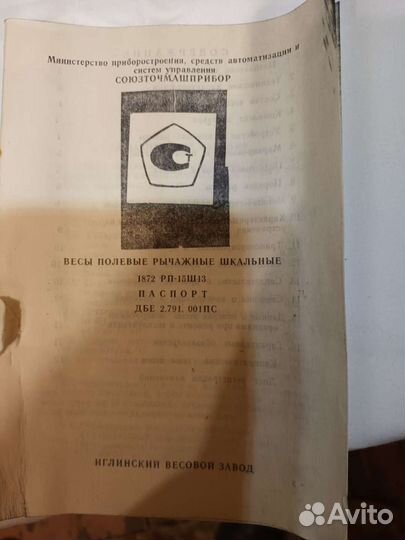 Министерство приборостроения, средств автоматизации и
систем управления
СОЮЗТОЧМАШПРИБОР
ВЕСЫ ПОЛЕВЫЕ РЫЧАЖНЫЕ ШКАЛЬНЫЕ
1872 РП-15Ш13
ПАСПОРТ
ДБЕ 2.791. 001ПС
ИГЛИНСКИЙ ВЕСОВОЙ ЗАВОД
Avito